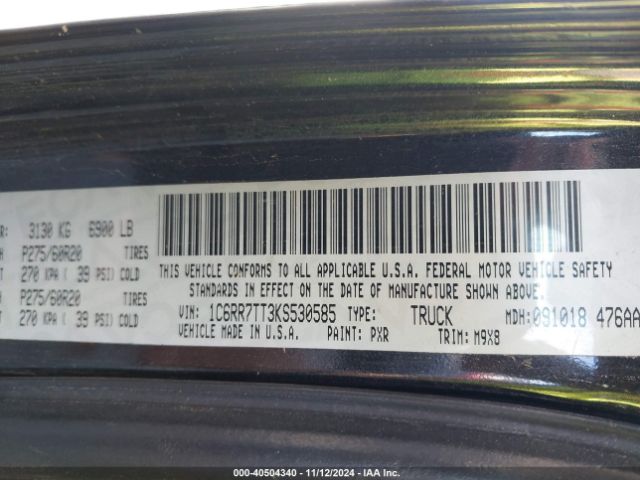 R: 3130 KG 6900 LB
P275/60R20 TIRES
270 KPA ( 39 PSI) COLD
P275/60R20 TIRES
270 KPA ( 39 PSI) COLD
THIS VEHICLE CONFORMS TO ALL APPLICABLE U.S.A. FEDERAL MOTOR VEHICLE SAFETY
STANDARDS IN EFFECT ON THE DATE OF MANUFACTURE SHOWN ABOVE.
VIN: 1C6RR7TT3KS530585 TYPE: TRUCK MDH:091018 476AA
VEHICLE MADE IN U.S.A. PAINT: PXR TRIM: M9X8
000-40504340 - 11/12/2024 - IAA Inc.